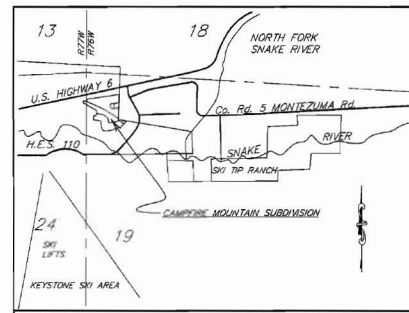 13
18
NORTH FORK
SNAKE RIVER
R77W
R76W
U.S. HIGHWAY 6
Co. Rd. 5 MONTEZUMA Rd.
H.E.S. 110
SNAKE
RIVER
SKI TIP RANCH
CAMPFIRE MOUNTAIN SUBDIVISION
24
SKI
LIFTS
19
KEYSTONE SKI AREA